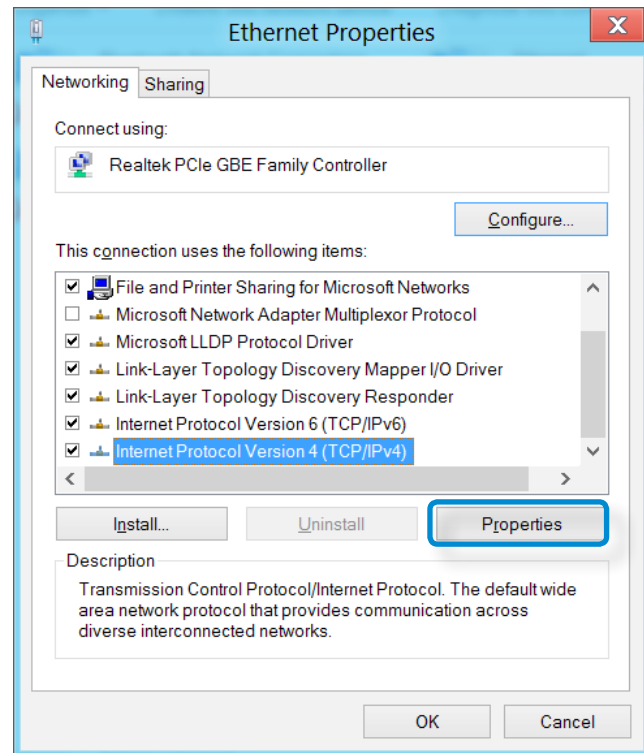 Ethernet Properties
X
Networking Sharing
Connect using:
Realtek PCIe GBE Family Controller
Configure...
This connection uses the following items:
File and Printer Sharing for Microsoft Networks
Microsoft Network Adapter Multiplexor Protocol
Microsoft LLDP Protocol Driver
Link-Layer Topology Discovery Mapper I/O Driver
Link-Layer Topology Discovery Responder
Internet Protocol Version 6 (TCP/IPv6)
Internet Protocol Version 4 (TCP/IPv4)
Install... Uninstall Properties
Description
Transmission Control Protocol/Internet Protocol. The default wide
area network protocol that provides communication across
diverse interconnected networks.
OK Cancel